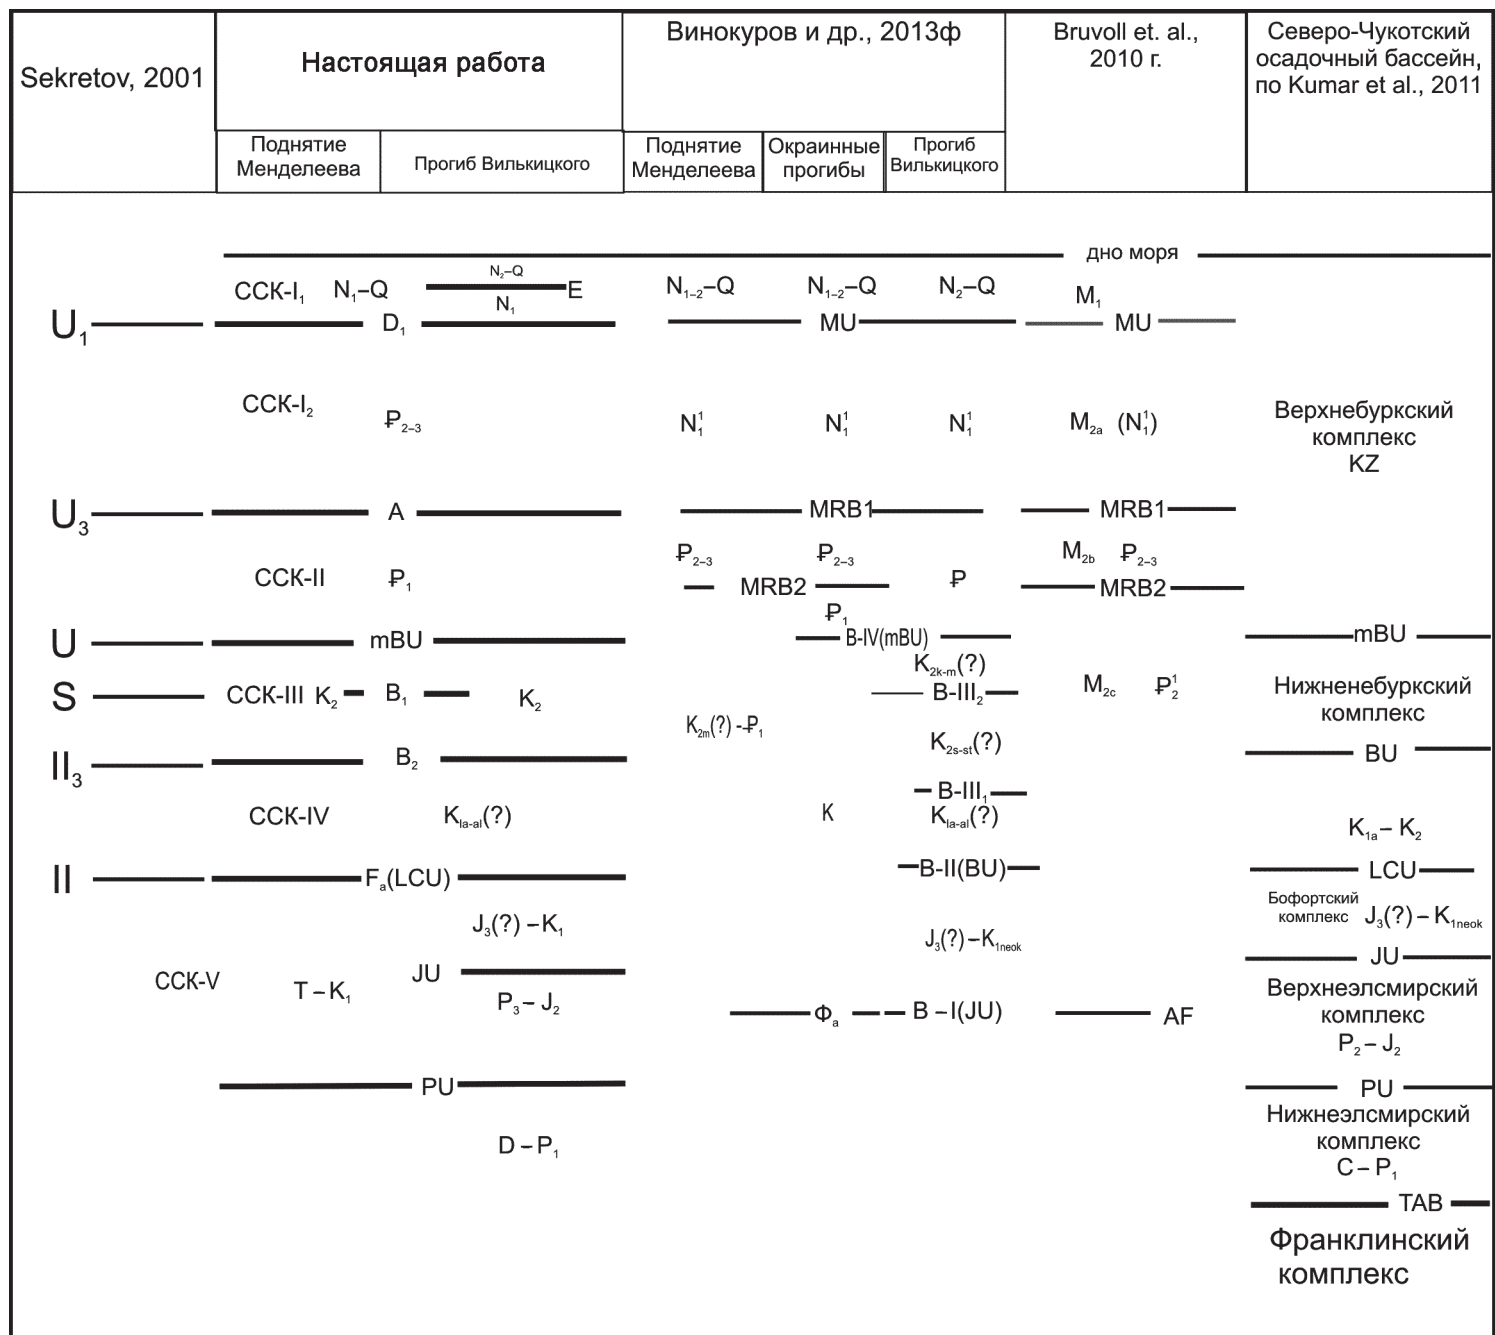 Sekretov, 2001
Настоящая работа
Винокуров и др., 2013ф
Bruvoll et. al.,
2010 г.
Северо-Чукотский
осадочный бассейн,
по Kumar et al., 2011
Поднятие
Менделеева
Прогиб Вилькицкого
Поднятие
Менделеева
Окраинные
прогибы
Прогиб
Вилькицкого
дно моря
ССК-I₁ N₁–Q N₂–Q E N₁ N₁₋₂–Q N₁₋₂–Q N₂–Q M₁
U₁ D₁ MU MU
ССК-I₂ ₽₂₋₃ N₁¹ N₁¹ N₁¹ M₂ₐ (N₁¹)
Верхнебуркский
комплекс
KZ
U₃ A MRB1 MRB1
ССК-II ₽₁ ₽₂₋₃ ₽₂₋₃ ₽ M₂b ₽₂₋₃
MRB2 MRB2
₽₁
U mBU B-IV(mBU) mBU
K₂k-m(?)
S ССК-III K₂ B₁ K₂ B-III₂ M₂c ₽₂¹
Нижненебуркский
комплекс
K₂m(?) -₽₁ K₂s-st(?)
II₃ B₂ BU
B-III₁
ССК-IV Kla-al(?) K Kla-al(?) K₁a – K₂
B-II(BU)
II Fₐ(LCU) LCU
J₃(?) – K₁ J₃(?) – K₁neok
Бофортский
комплекс J₃(?) – K₁neok
ССК-V T – K₁ JU JU
P₃ – J₂
Верхнеэлсмирский
комплекс
P₂ – J₂
Фₐ B – I(JU) AF
PU PU
D – P₁
Нижнеэлсмирский
комплекс
C – P₁
TAB
Франклинский
комплекс